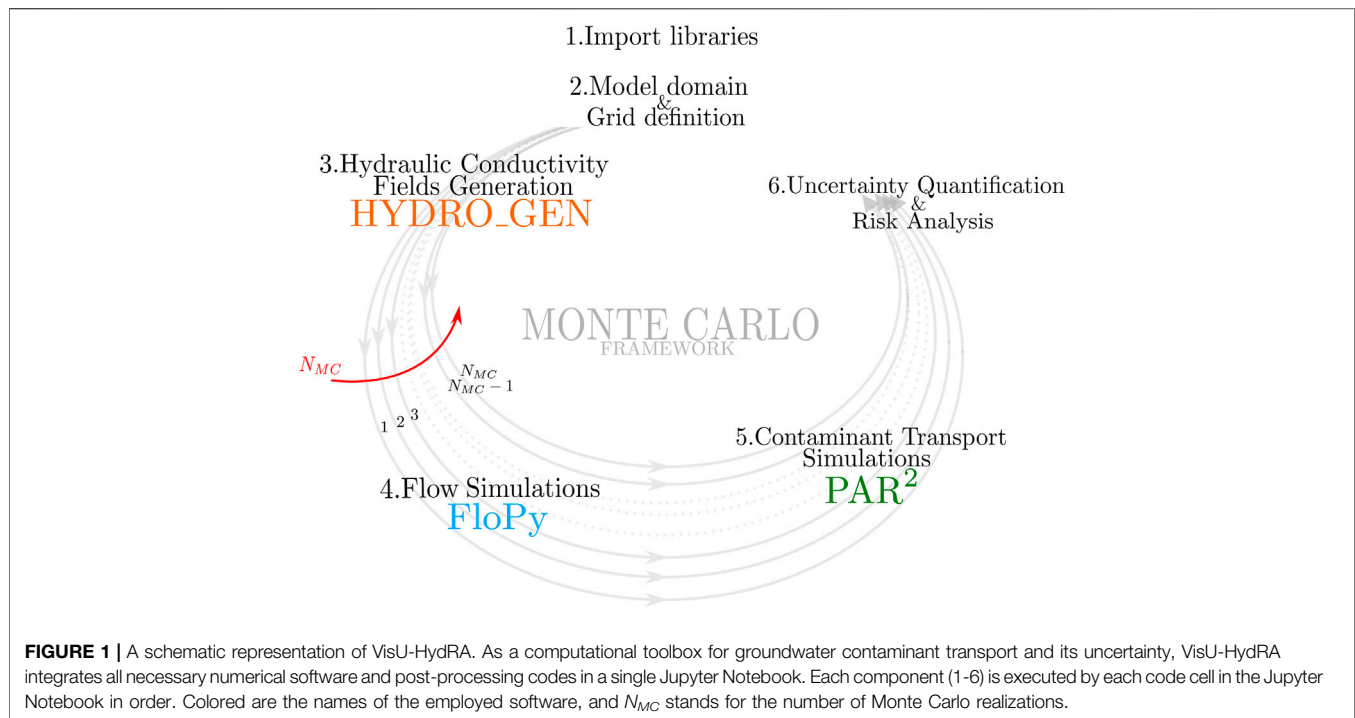 1.Import libraries
2.Model domain
&
Grid definition
3.Hydraulic Conductivity
Fields Generation
HYDRO_GEN
6.Uncertainty Quantification
&
Risk Analysis
MONTE CARLO
FRAMEWORK
N_MC
N_MC
N_MC − 1
1 2 3
5.Contaminant Transport
Simulations
PAR²
4.Flow Simulations
FloPy
FIGURE 1 | A schematic representation of VisU-HydRA. As a computational toolbox for groundwater contaminant transport and its uncertainty, VisU-HydRA
integrates all necessary numerical software and post-processing codes in a single Jupyter Notebook. Each component (1-6) is executed by each code cell in the Jupyter
Notebook in order. Colored are the names of the employed software, and N_MC stands for the number of Monte Carlo realizations.